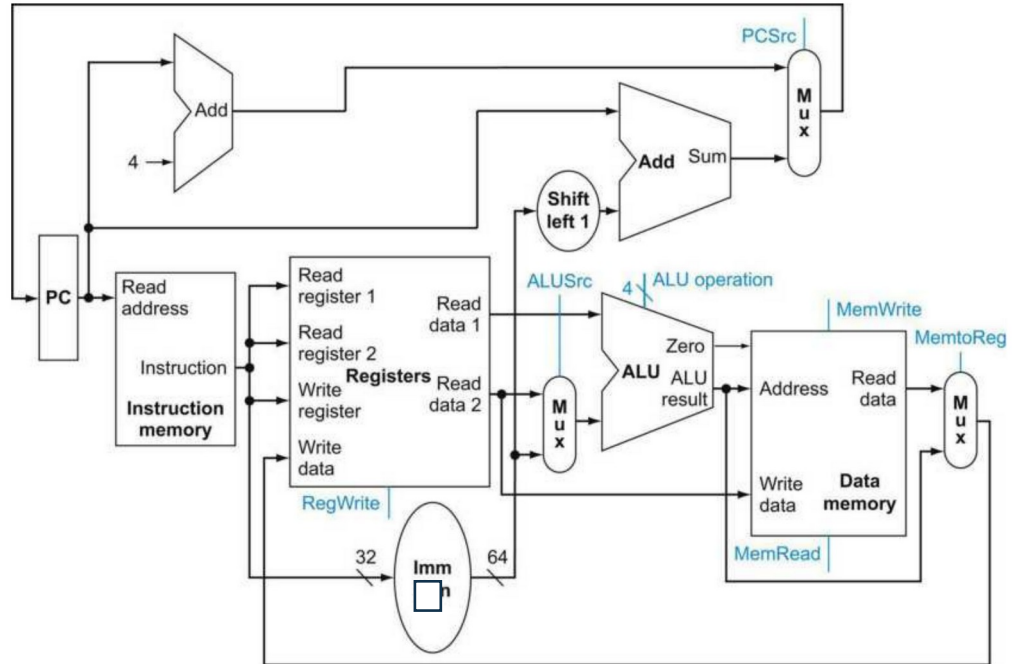 PCSrc
M
u
x
Add
4
Add Sum
Shift
left 1
PC
Read
address
Instruction
Instruction
memory
Read
register 1
Read
register 2
Write
register
Write
data
Registers
Read
data 1
Read
data 2
RegWrite
ALUSrc
M
u
x
4
ALU operation
Zero
ALU
ALU
result
MemWrite
Address
Read
data
Write
data
Data
memory
MemRead
MemtoReg
M
u
x
32
Imm
64